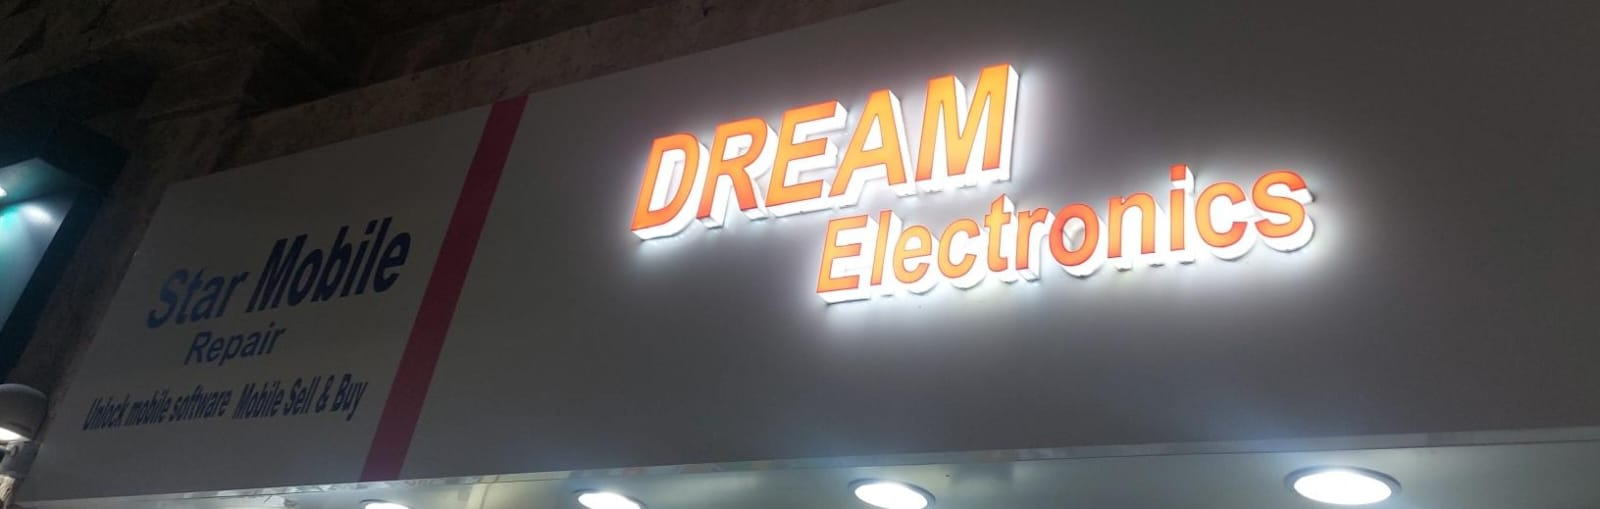 Star Mobile
Repair
Unlock mobile software Mobile Sell & Buy
DREAM
Electronics